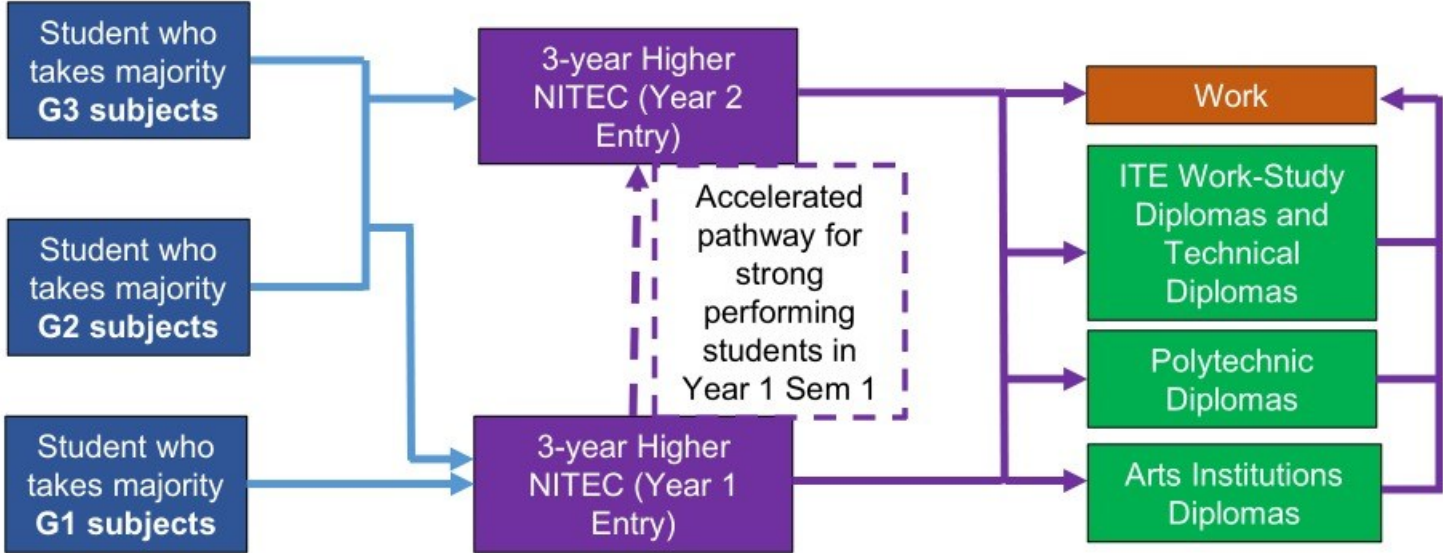 Student who
takes majority
G3 subjects
Student who
takes majority
G2 subjects
Student who
takes majority
G1 subjects
3-year Higher
NITEC (Year 2
Entry)
Accelerated
pathway for
strong
performing
students in
Year 1 Sem 1
3-year Higher
NITEC (Year 1
Entry)
Work
ITE Work-Study
Diplomas and
Technical
Diplomas
Polytechnic
Diplomas
Arts Institutions
Diplomas